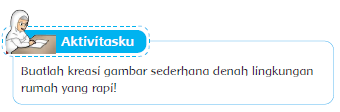 Aktivitasku
Buatlah kreasi gambar sederhana denah lingkungan
rumah yang rapi!